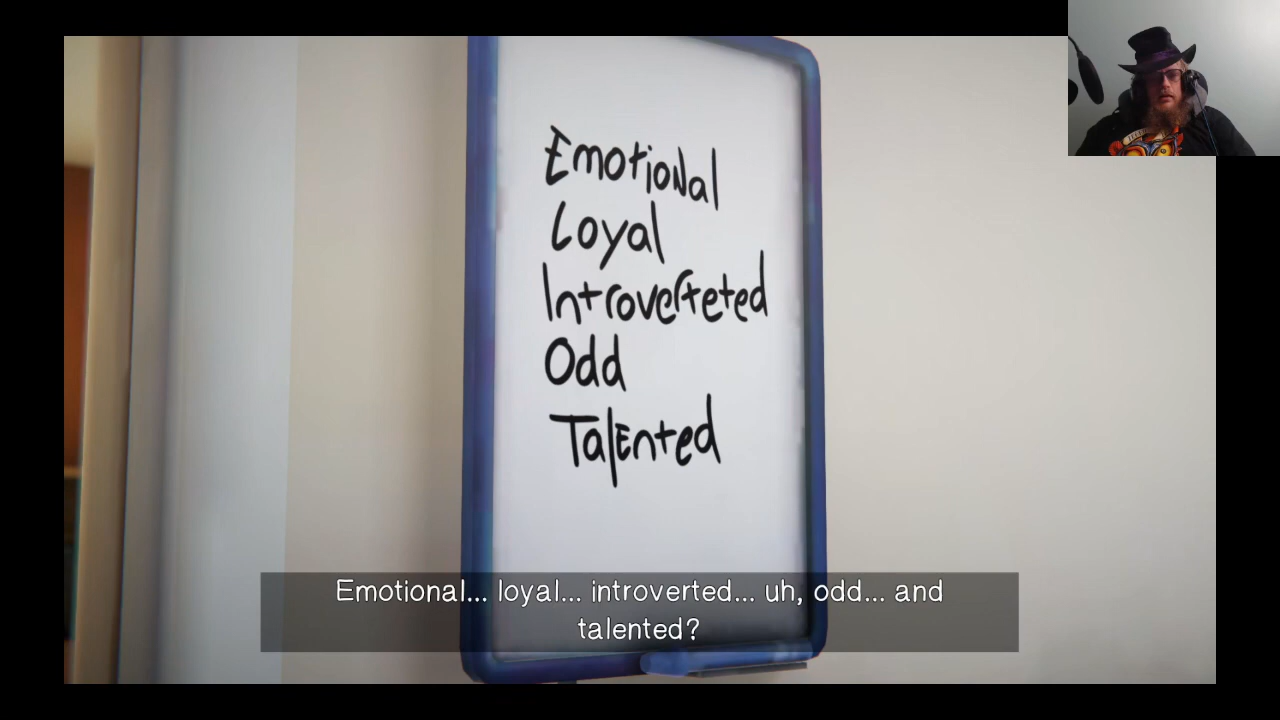 Emotional
Loyal
Introverteted
Odd
Talented
Emotional... loyal... introverted... uh, odd... and
talented?